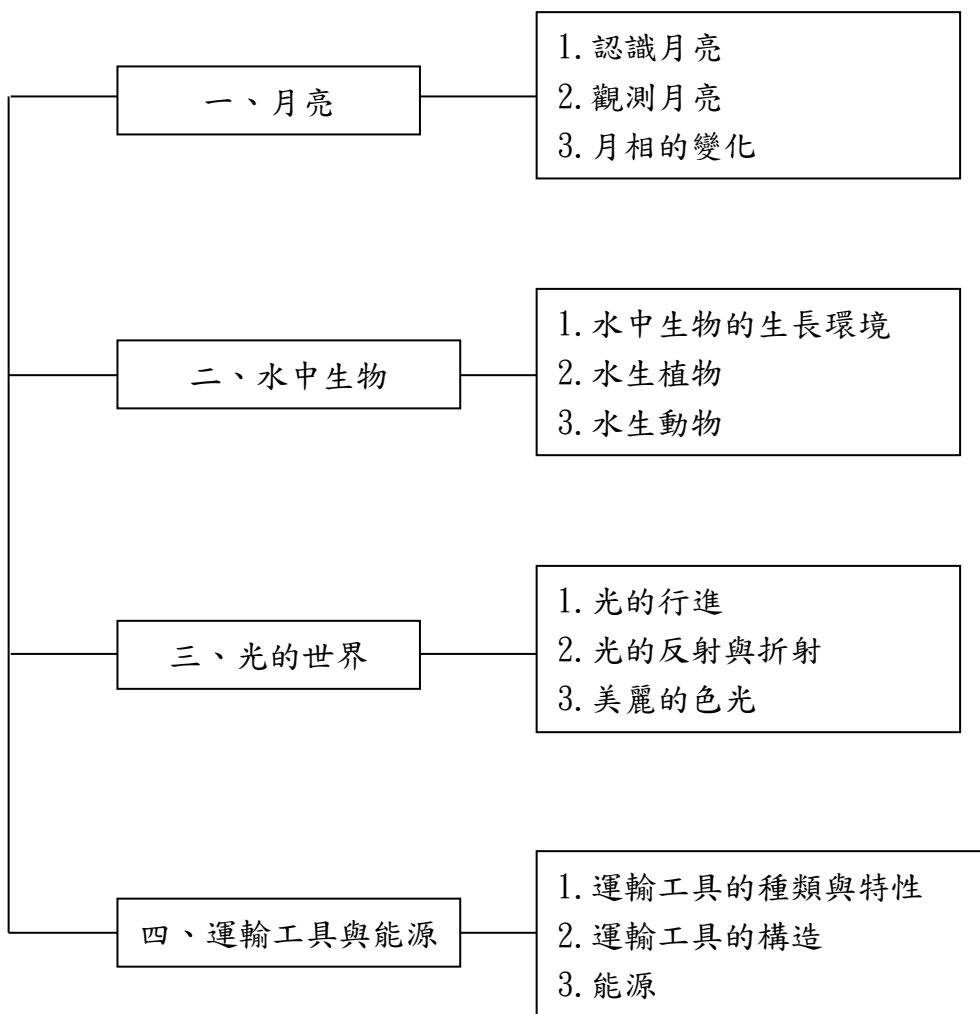 一、月亮
1.認識月亮
2.觀測月亮
3.月相的變化
二、水中生物
1.水中生物的生長環境
2.水生植物
3.水生動物
三、光的世界
1.光的行進
2.光的反射與折射
3.美麗的色光
四、運輸工具與能源
1.運輸工具的種類與特性
2.運輸工具的構造
3.能源